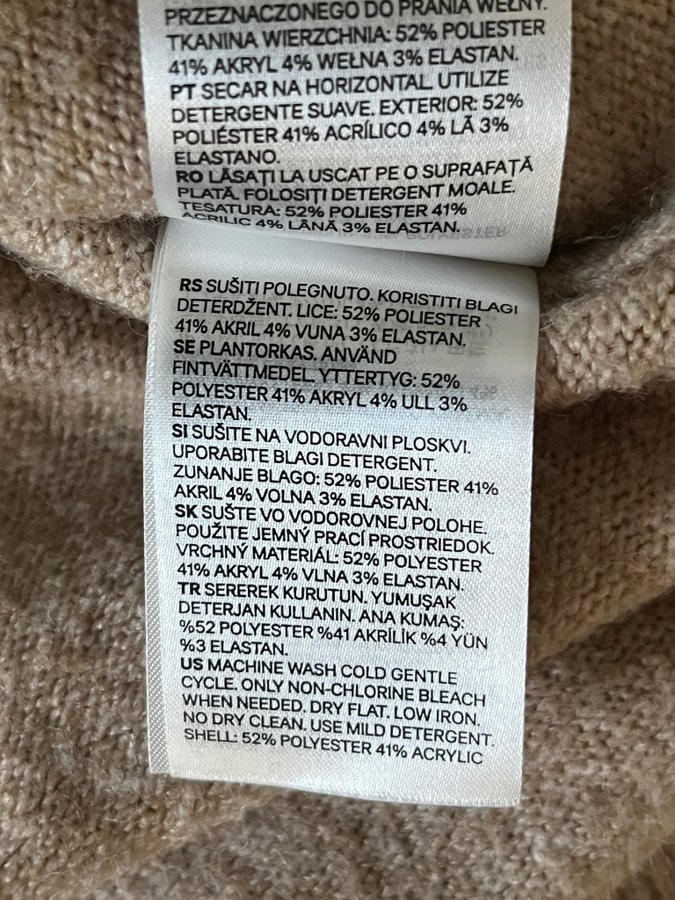 PRZEZNACZONEGO DO PRANIA WEŁNY.
TKANINA WIERZCHNIA: 52% POLIESTER
41% AKRYL 4% WEŁNA 3% ELASTAN.
PT SECAR NA HORIZONTAL. UTILIZE
DETERGENTE SUAVE. EXTERIOR: 52%
POLIÉSTER 41% ACRÍLICO 4% LÃ 3%
ELASTANO.
RO LĂSAȚI LA USCAT PE O SUPRAFAȚĂ
PLATĂ. FOLOSIȚI DETERGENT MOALE.
TESATURA: 52% POLIESTER 41%
ACRILIC 4% LÂNĂ 3% ELASTAN.
RS SUŠITI POLEGNUTO. KORISTITI BLAGI
DETERDŽENT. LICE: 52% POLIESTER
41% AKRIL 4% VUNA 3% ELASTAN.
SE PLANTORKAS. ANVÄND
FINTVÄTTMEDEL. YTTERTYG: 52%
POLYESTER 41% AKRYL 4% ULL 3%
ELASTAN.
SI SUŠITE NA VODORAVNI PLOSKVI.
UPORABITE BLAGI DETERGENT.
ZUNANJE BLAGO: 52% POLIESTER 41%
AKRIL 4% VOLNA 3% ELASTAN.
SK SUŠTE VO VODOROVNEJ POLOHE.
POUŽITE JEMNÝ PRACÍ PROSTRIEDOK.
VRCHNÝ MATERIÁL: 52% POLYESTER
41% AKRYL 4% VLNA 3% ELASTAN.
TR SEREREK KURUTUN. YUMUŞAK
DETERJAN KULLANIN. ANA KUMAŞ:
%52 POLYESTER %41 AKRİLİK %4 YÜN
%3 ELASTAN.
US MACHINE WASH COLD GENTLE
CYCLE. ONLY NON-CHLORINE BLEACH
WHEN NEEDED. DRY FLAT. LOW IRON.
NO DRY CLEAN. USE MILD DETERGENT.
SHELL: 52% POLYESTER 41% ACRYLIC